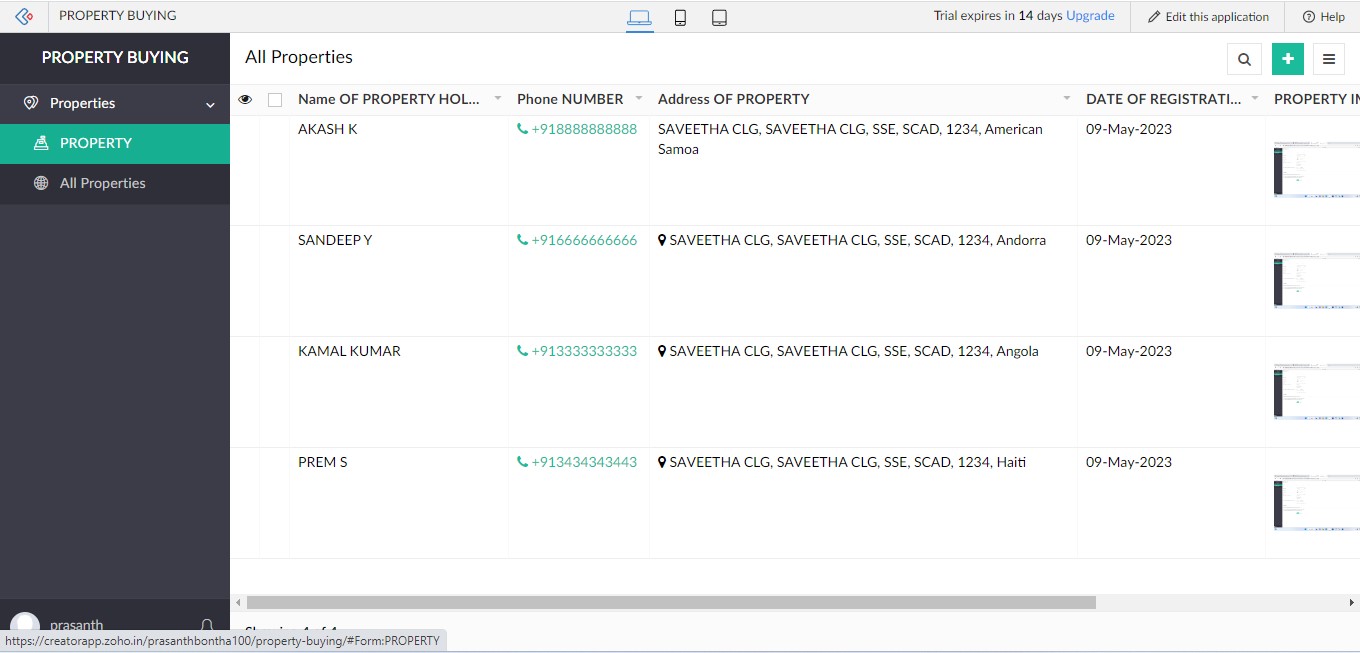 PROPERTY BUYING
Trial expires in 14 days Upgrade
Edit this application
Help
PROPERTY BUYING
Properties
PROPERTY
All Properties
All Properties
Name OF PROPERTY HOL... Phone NUMBER Address OF PROPERTY DATE OF REGISTRATI... PROPERTY IM
AKASH K +918888888888 SAVEETHA CLG, SAVEETHA CLG, SSE, SCAD, 1234, American 09-May-2023
Samoa
SANDEEP Y +916666666666 SAVEETHA CLG, SAVEETHA CLG, SSE, SCAD, 1234, Andorra 09-May-2023
KAMAL KUMAR +913333333333 SAVEETHA CLG, SAVEETHA CLG, SSE, SCAD, 1234, Angola 09-May-2023
PREM S +913434343443 SAVEETHA CLG, SAVEETHA CLG, SSE, SCAD, 1234, Haiti 09-May-2023
prasanth
https://creatorapp.zoho.in/prasanthbontha100/property-buying/#Form:PROPERTY